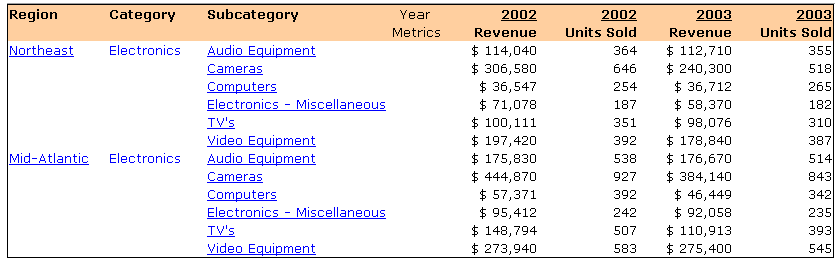 Region Category Subcategory Year 2002 2002 2003 2003
Metrics Revenue Units Sold Revenue Units Sold
Northeast Electronics Audio Equipment $ 114,040 364 $ 112,710 355
Cameras $ 306,580 646 $ 240,300 518
Computers $ 36,547 254 $ 36,712 265
Electronics - Miscellaneous $ 71,078 187 $ 58,370 182
TV's $ 100,111 351 $ 98,076 310
Video Equipment $ 197,420 392 $ 178,840 387
Mid-Atlantic Electronics Audio Equipment $ 175,830 538 $ 176,670 514
Cameras $ 444,870 927 $ 384,140 843
Computers $ 57,371 392 $ 46,449 342
Electronics - Miscellaneous $ 95,412 242 $ 92,058 235
TV's $ 148,794 507 $ 110,913 393
Video Equipment $ 273,940 583 $ 275,400 545